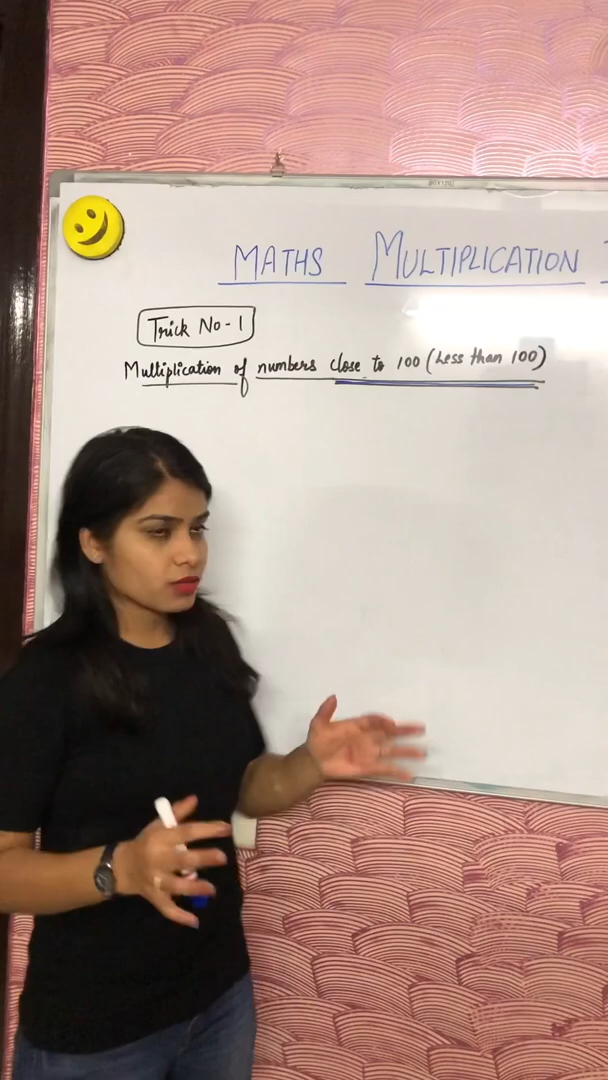 MATHS MULTIPLICATION
Trick No-1
Multiplication of numbers close to 100 (Less than 100)